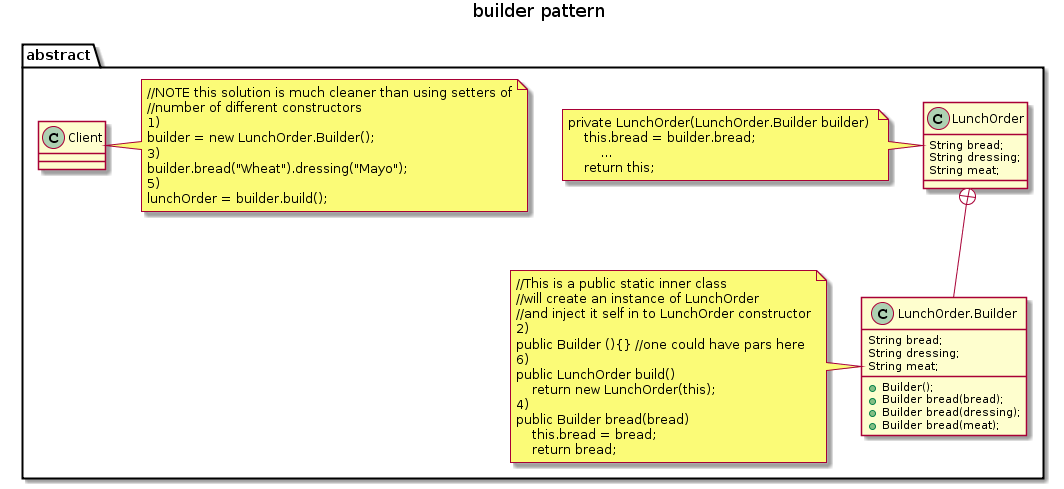 builder pattern
abstract
C Client
//NOTE this solution is much cleaner than using setters of
//number of different constructors
1)
builder = new LunchOrder.Builder();
3)
builder.bread("Wheat").dressing("Mayo");
5)
lunchOrder = builder.build();
private LunchOrder(LunchOrder.Builder builder)
this.bread = builder.bread;
...
return this;
C LunchOrder
String bread;
String dressing;
String meat;
//This is a public static inner class
//will create an instance of LunchOrder
//and inject it self in to LunchOrder constructor
2)
public Builder (){} //one could have pars here
6)
public LunchOrder build()
return new LunchOrder(this);
4)
public Builder bread(bread)
this.bread = bread;
return bread;
C LunchOrder.Builder
String bread;
String dressing;
String meat;
Builder();
Builder bread(bread);
Builder bread(dressing);
Builder bread(meat);